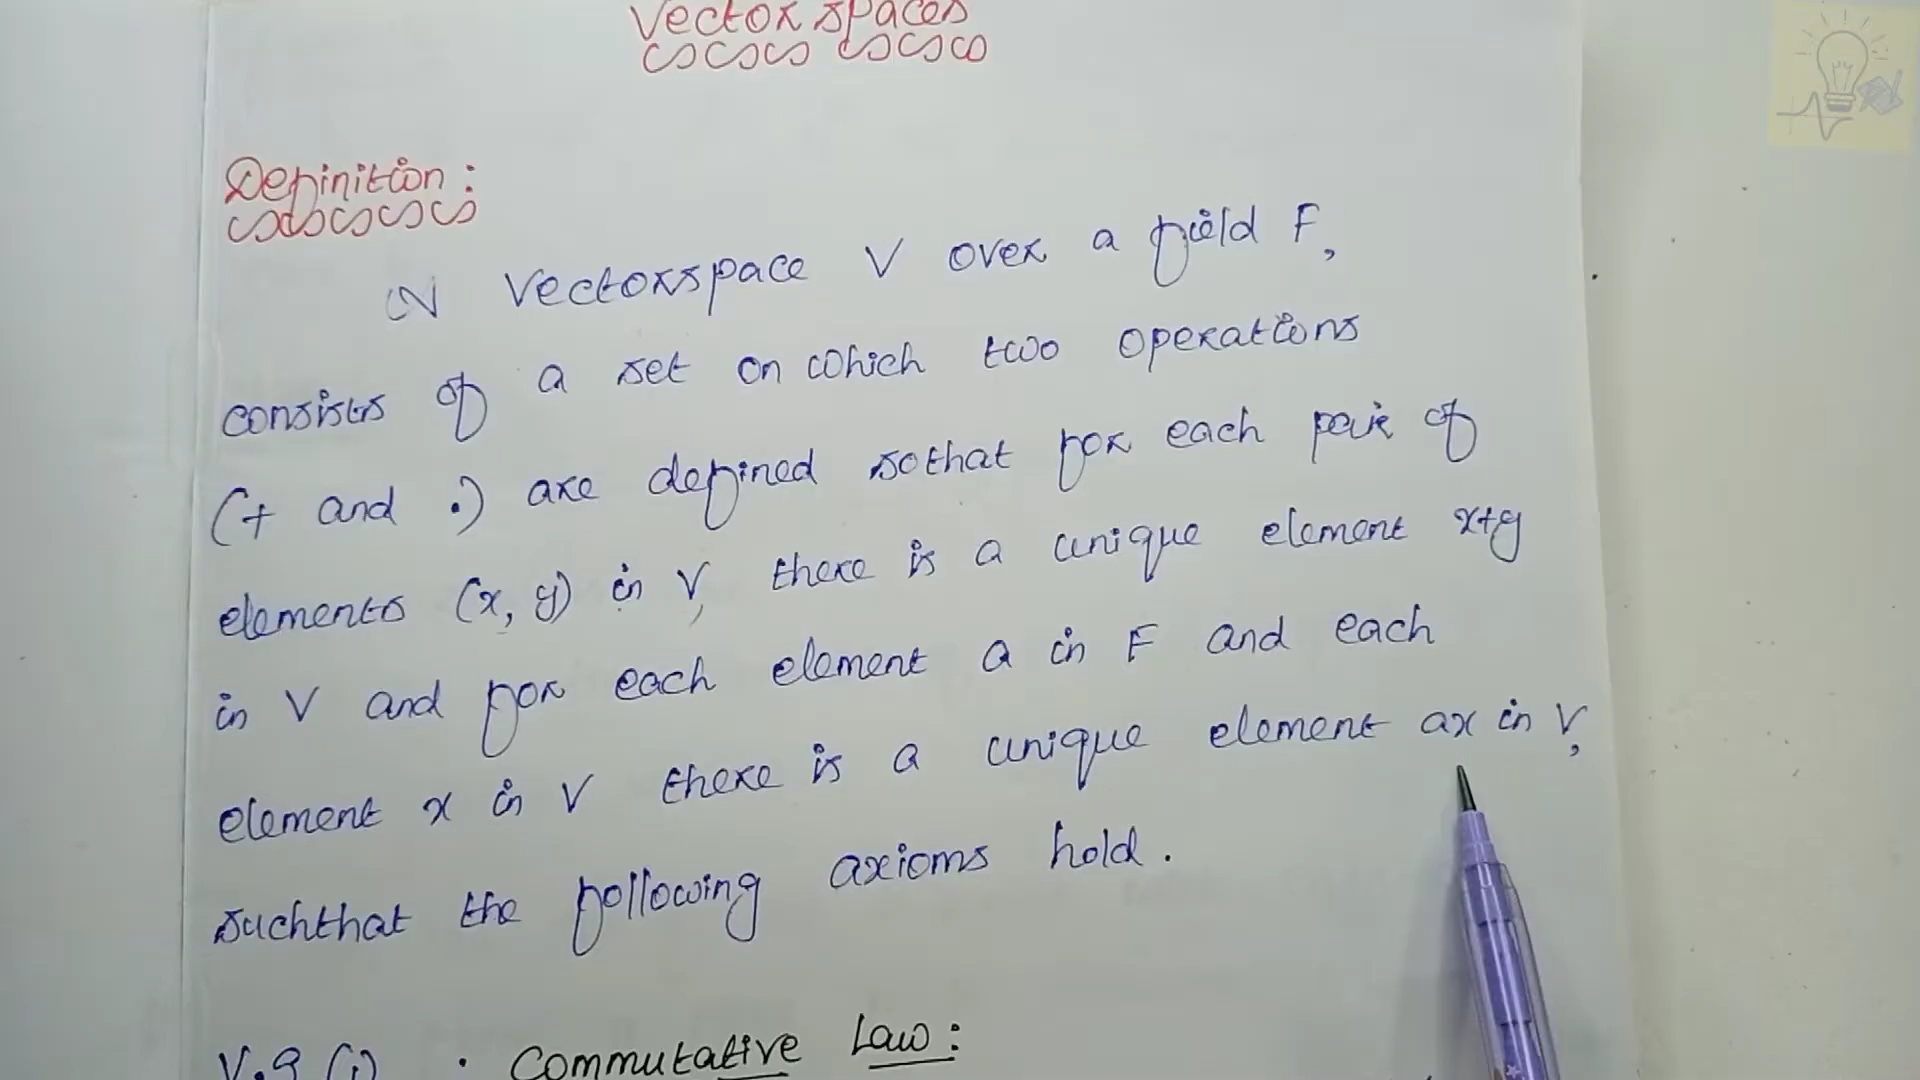 Vector spaces
Definition:
A Vectorspace V over a field F,
consists of a set on which two operations
(+ and .) are defined sothat for each pair of
elements (x, y) in V, there is a unique element x+y
in V and for each element a in F and each
element x in V there is a unique element ax in V,
suchthat the following axioms hold.
V.S (i) . Commutative Law: